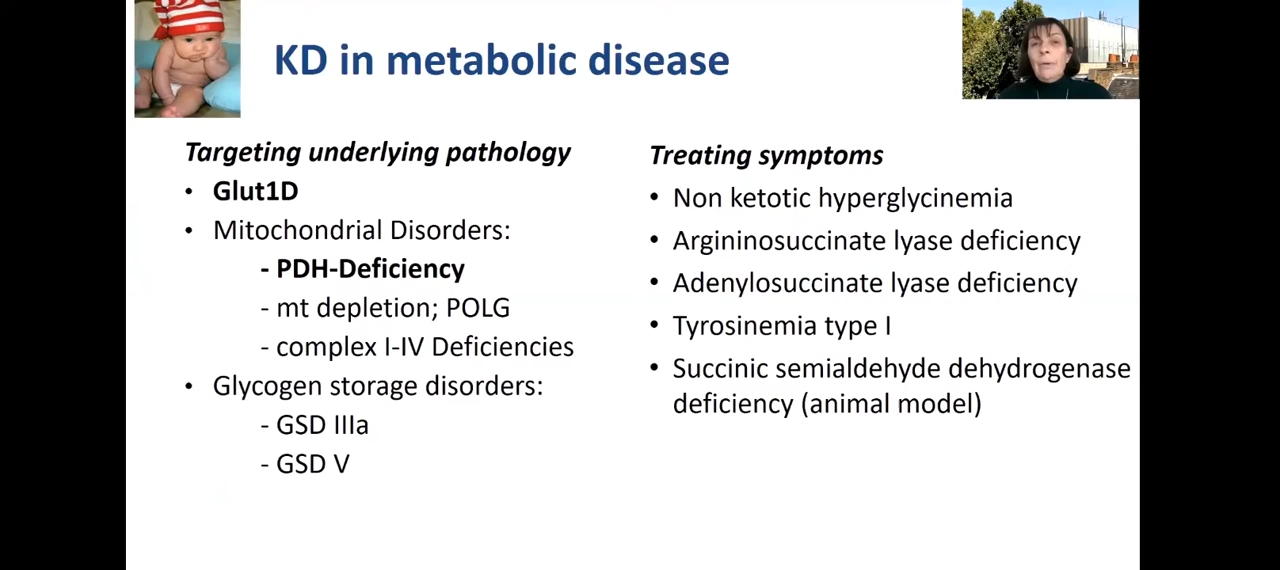 KD in metabolic disease
Targeting underlying pathology
• Glut1D
• Mitochondrial Disorders:
- PDH-Deficiency
- mt depletion; POLG
- complex I-IV Deficiencies
• Glycogen storage disorders:
- GSD IIIa
- GSD V
Treating symptoms
• Non ketotic hyperglycinemia
• Argininosuccinate lyase deficiency
• Adenylosuccinate lyase deficiency
• Tyrosinemia type I
• Succinic semialdehyde dehydrogenase
deficiency (animal model)